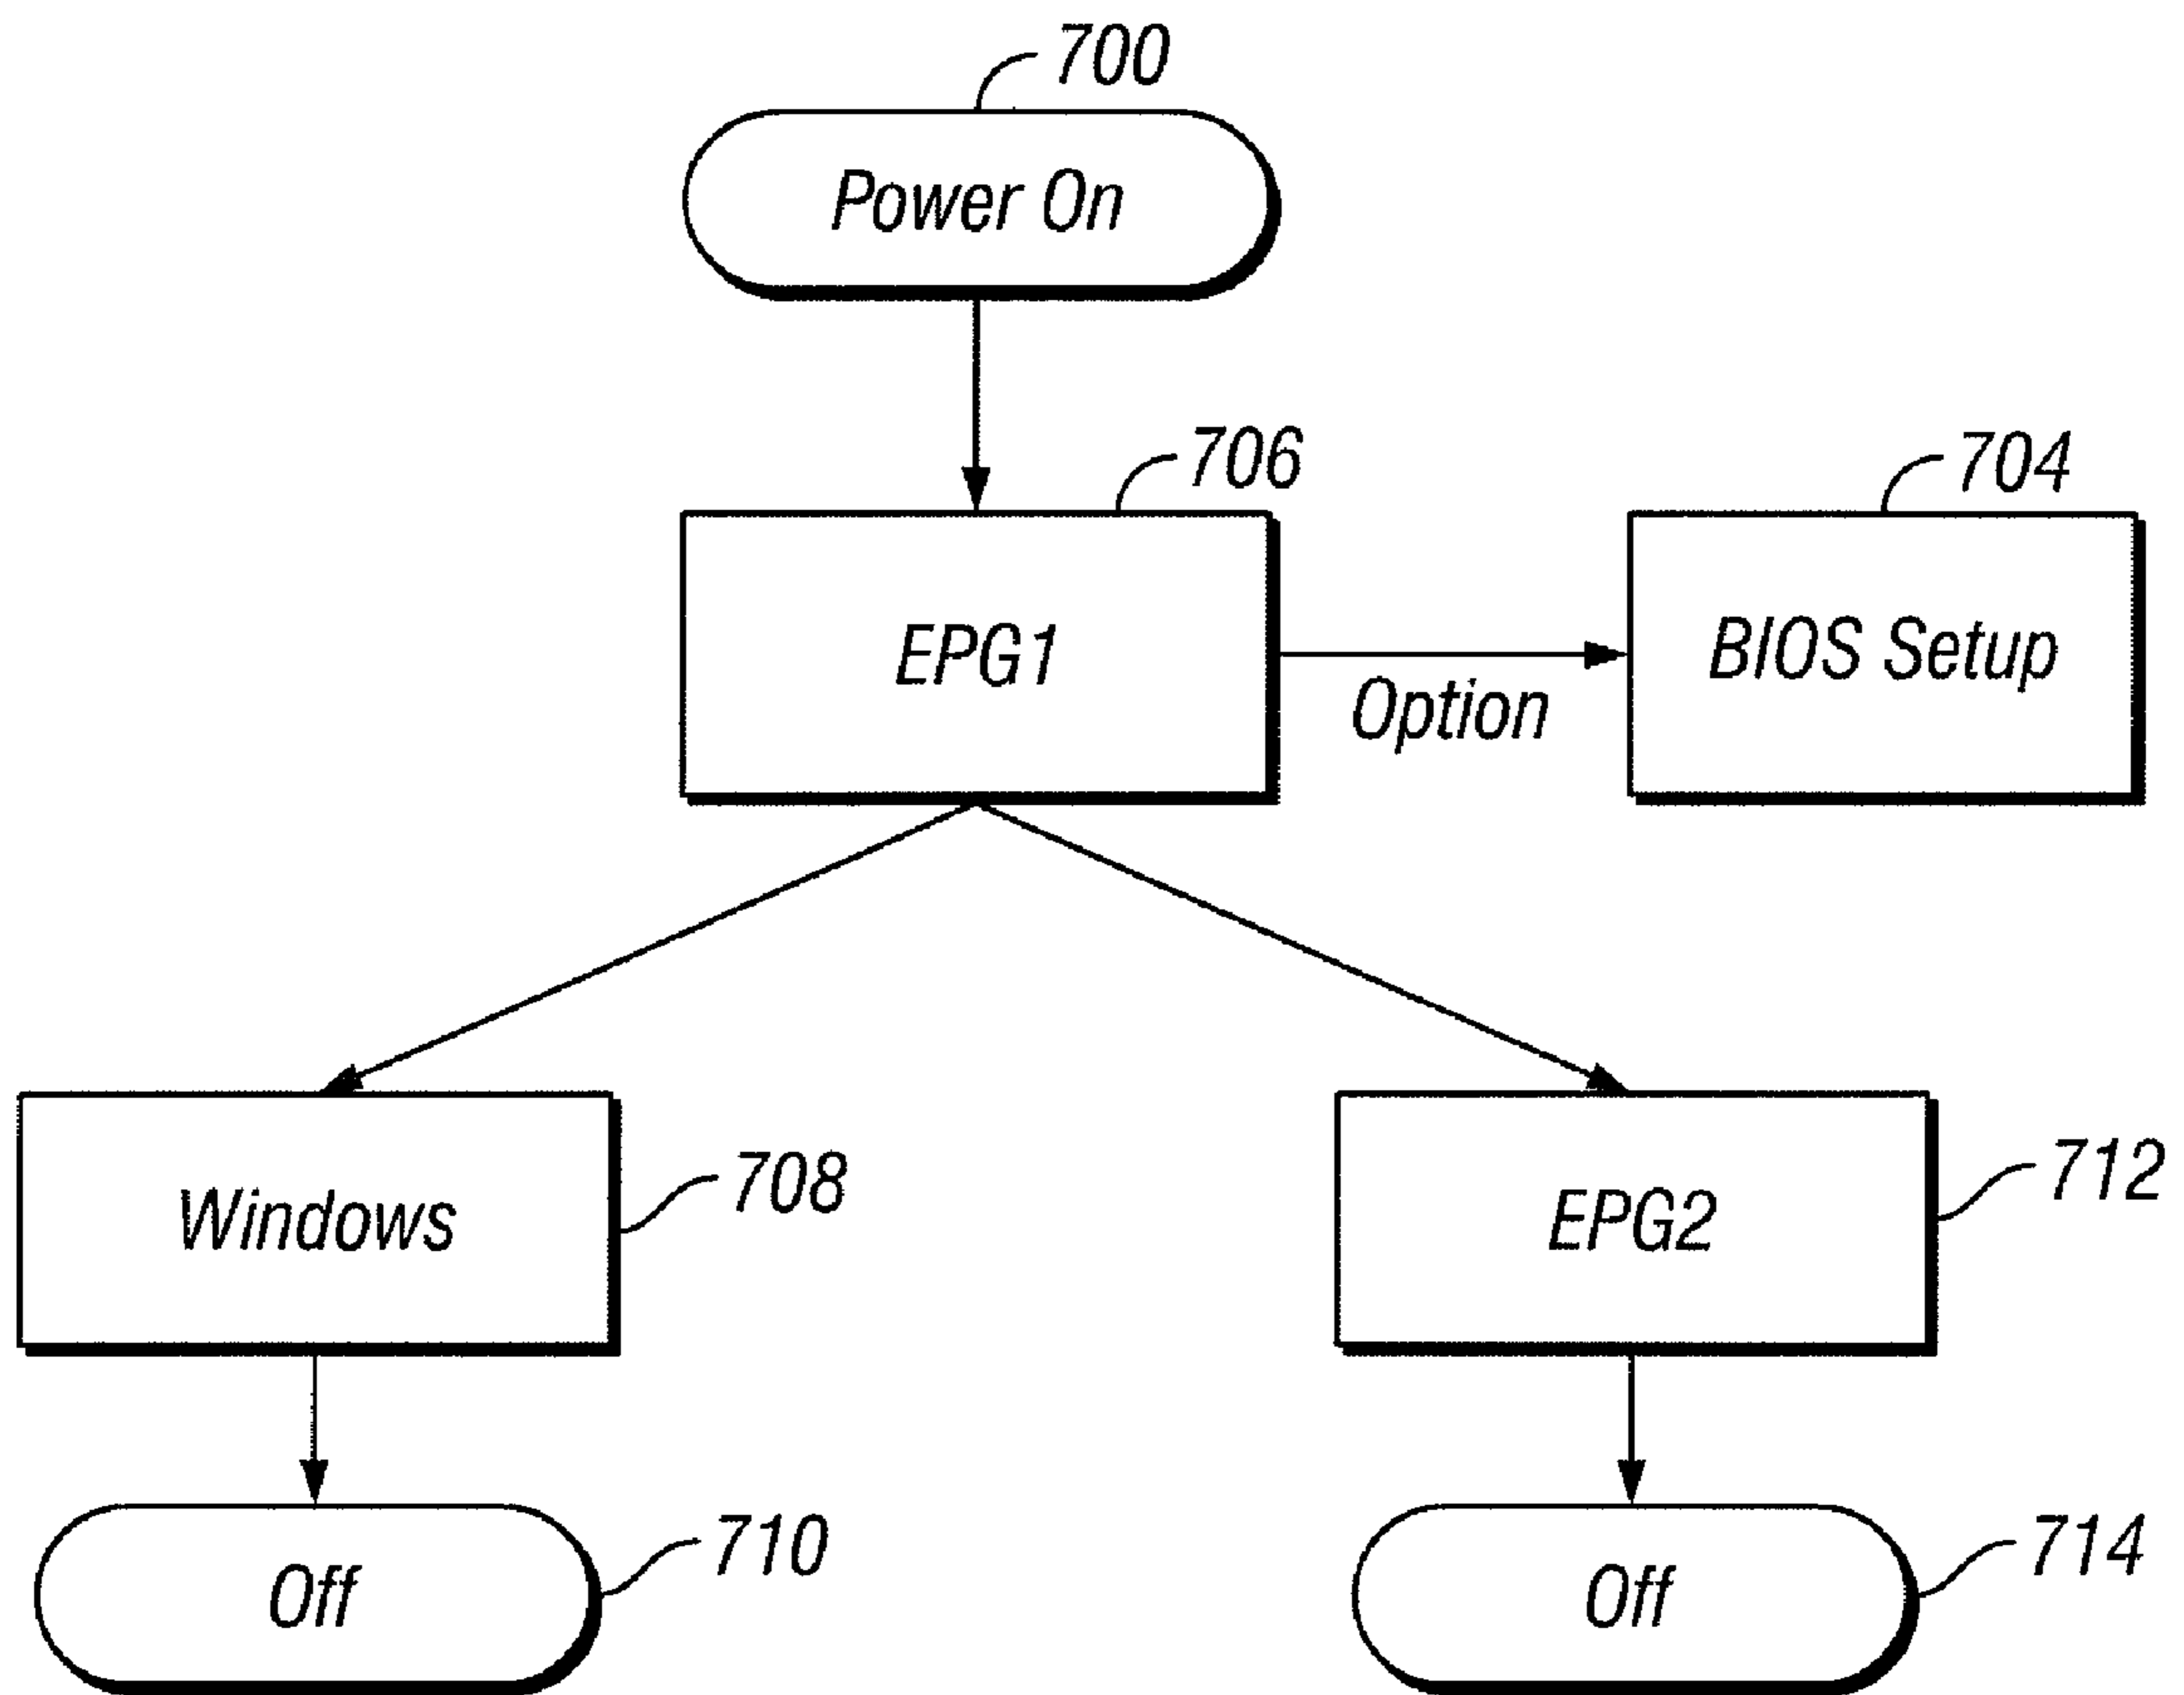 700
Power On
706
704
EPG1
BIOS Setup
Option
708
712
Windows
EPG2
710
714
Off
Off